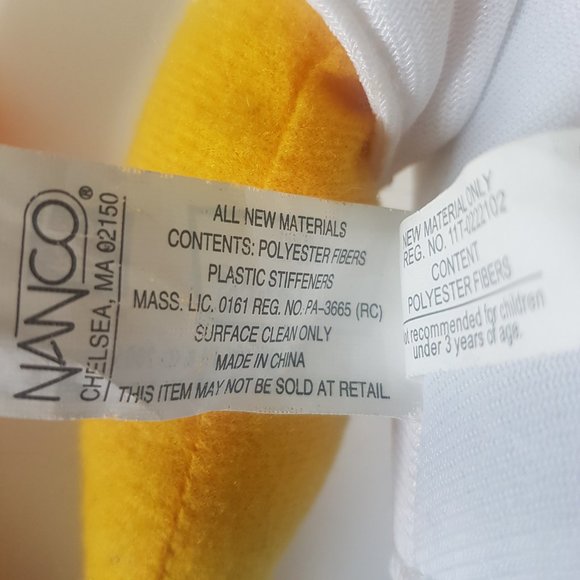 NANCO®
CHELSEA, MA 02150
ALL NEW MATERIALS
CONTENTS: POLYESTER FIBERS
PLASTIC STIFFENERS
MASS. LIC. 0161 REG. NO. PA-3665 (RC)
SURFACE CLEAN ONLY
MADE IN CHINA
THIS ITEM MAY NOT BE SOLD AT RETAIL.
NEW MATERIAL ONLY
REG. NO. 117-0222102
CONTENT
POLYESTER FIBERS
recommended for children
under 3 years of age.